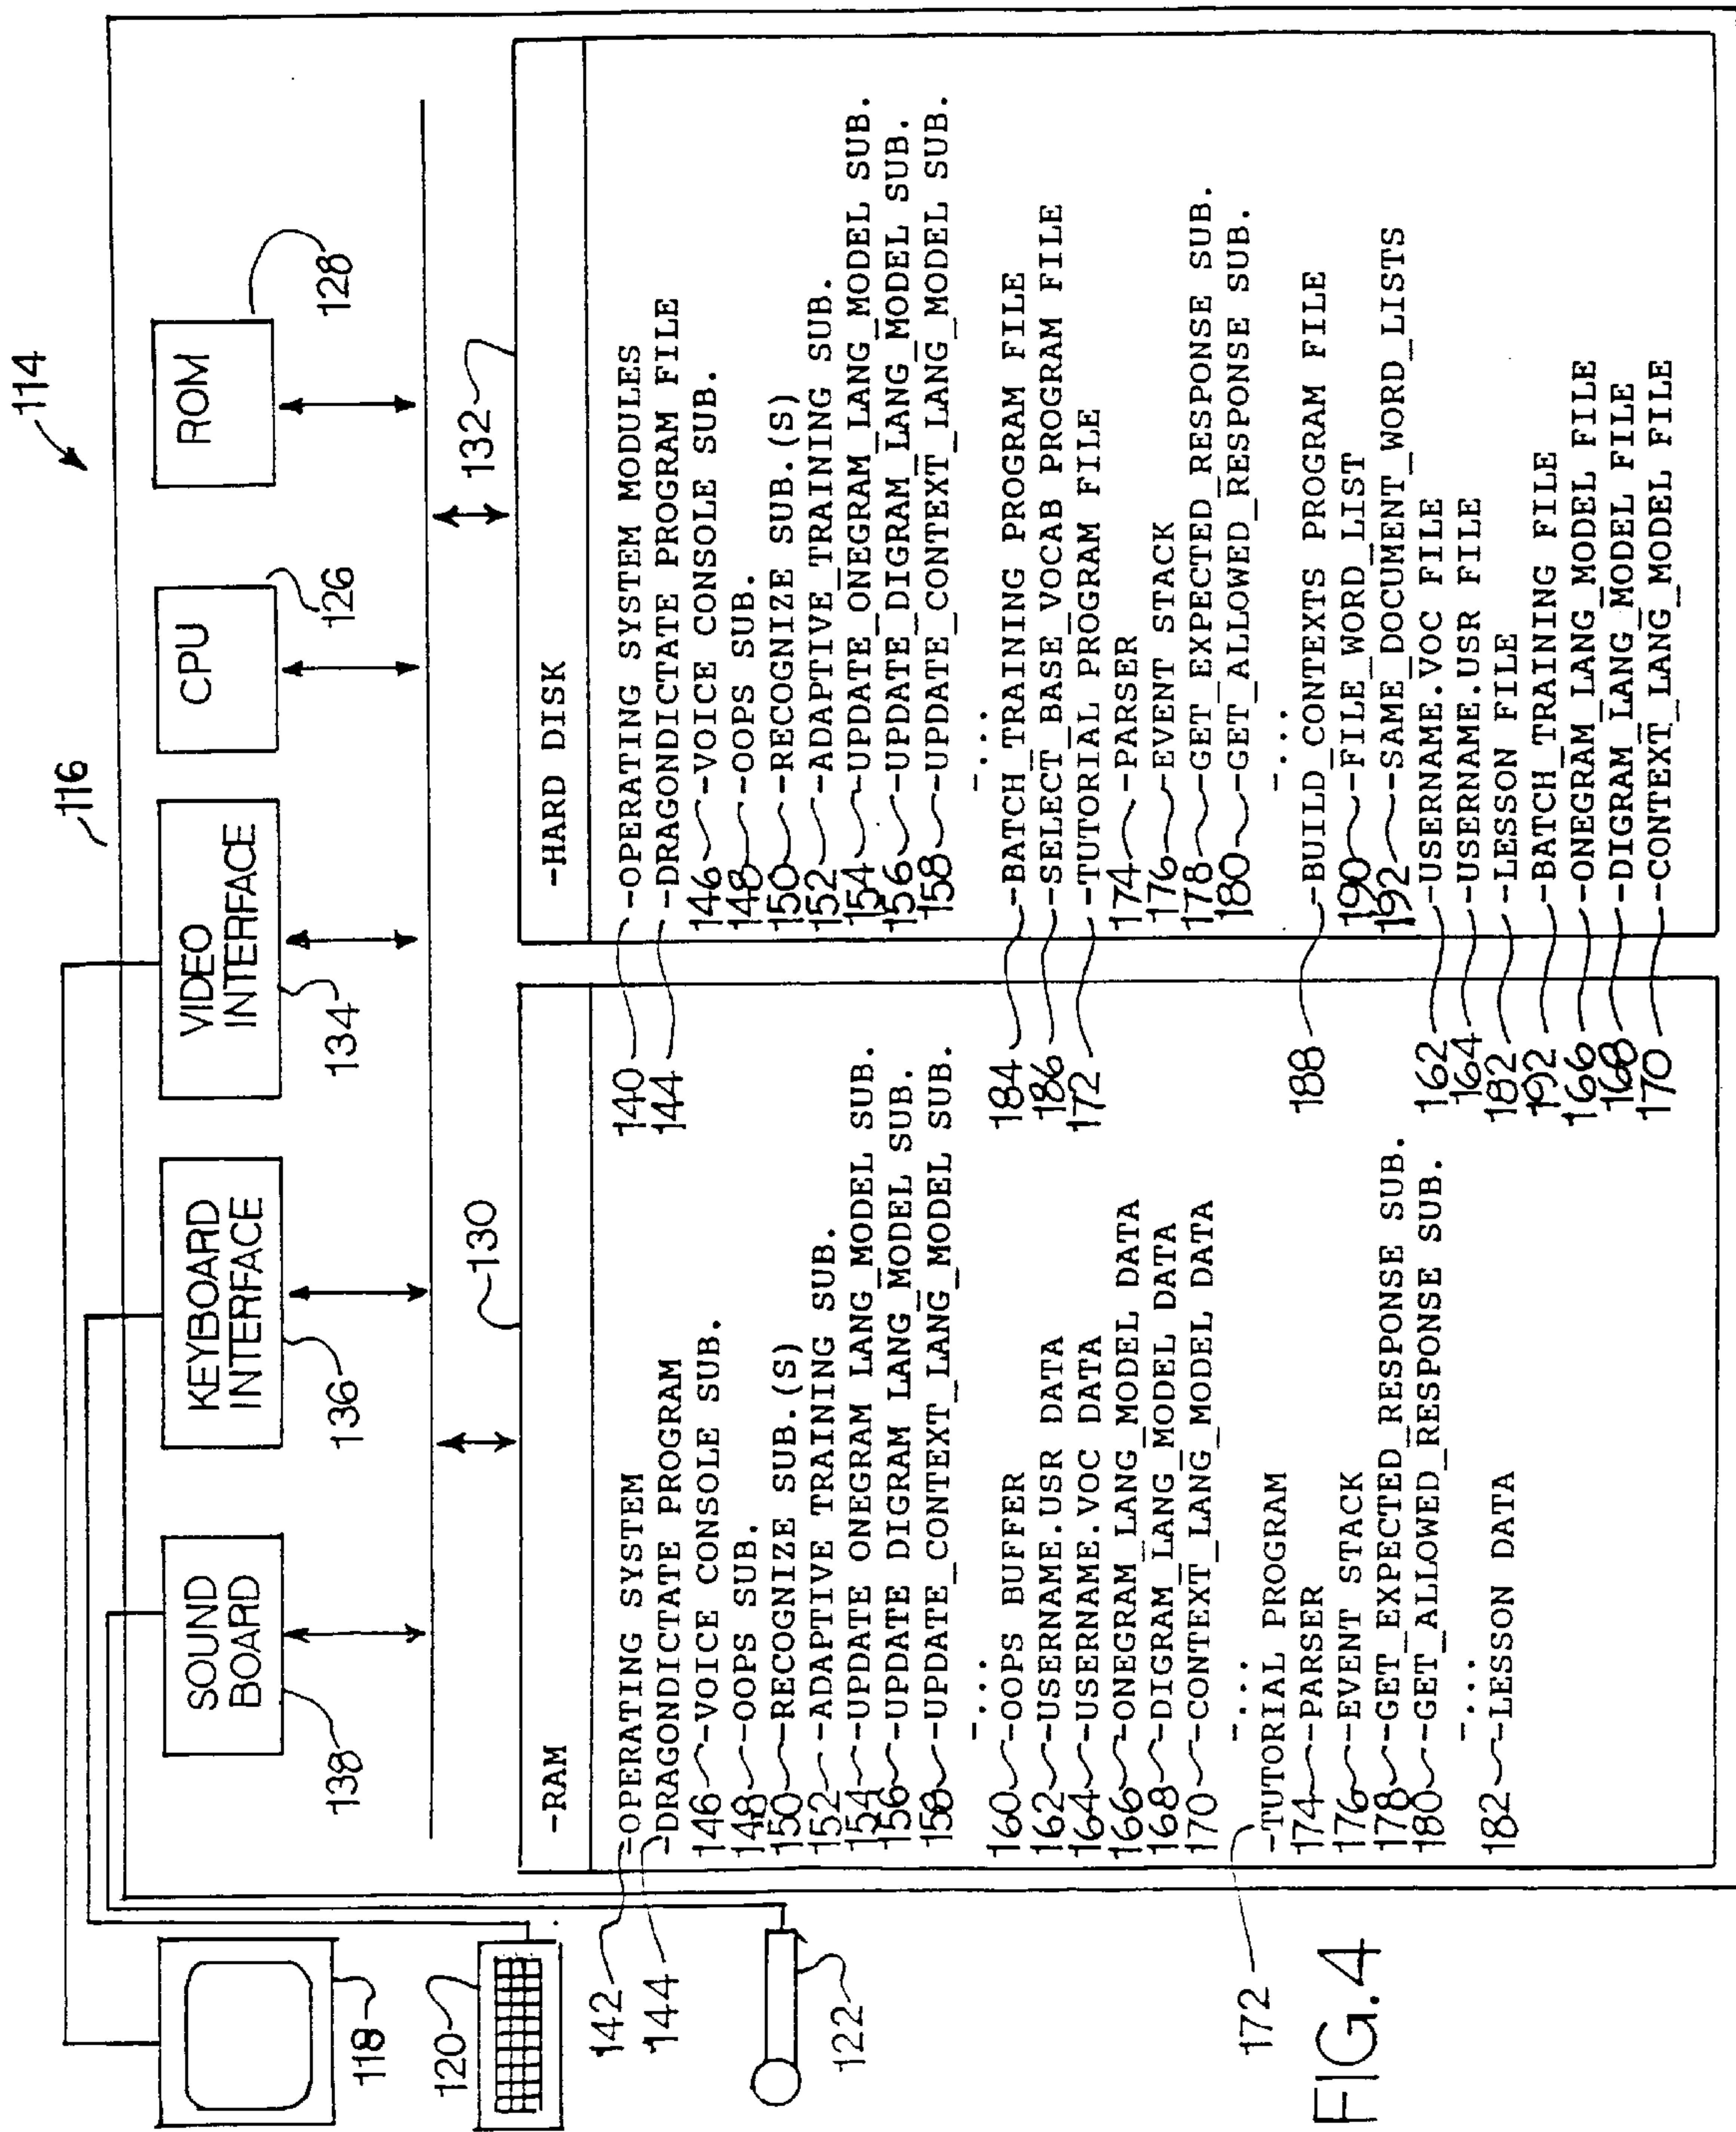 114
116
SOUND
BOARD
138
KEYBOARD
INTERFACE
136
VIDEO
INTERFACE
134
CPU
126
ROM
128
118
120
122
130
-RAM
142 -OPERATING SYSTEM
144 -DRAGONDICTATE PROGRAM
146 -VOICE CONSOLE SUB.
148 -OOPS SUB.
150 -RECOGNIZE SUB.(S)
152 -ADAPTIVE TRAINING SUB.
154 -UPDATE ONEGRAM LANG_MODEL SUB.
156 -UPDATE DIGRAM LANG_MODEL SUB.
158 -UPDATE_CONTEXT_LANG_MODEL SUB.
-...
160 -OOPS BUFFER
162 -USERNAME.USR DATA
164 -USERNAME.VOC DATA
166 -ONEGRAM_LANG_MODEL DATA
168 -DIGRAM_LANG_MODEL DATA
170 -CONTEXT_LANG_MODEL DATA
-...
172 -TUTORIAL PROGRAM
174 -PARSER
176 -EVENT STACK
178 -GET_EXPECTED_RESPONSE SUB.
180 -GET_ALLOWED_RESPONSE SUB.
-...
182 -LESSON DATA
132
-HARD DISK
140 -OPERATING SYSTEM MODULES
144 -DRAGONDICTATE PROGRAM FILE
146 -VOICE CONSOLE SUB.
148 -OOPS SUB.
150 -RECOGNIZE SUB.(S)
152 -ADAPTIVE_TRAINING SUB.
154 -UPDATE_ONEGRAM_LANG_MODEL SUB.
156 -UPDATE_DIGRAM_LANG_MODEL SUB.
158 -UPDATE_CONTEXT_LANG_MODEL SUB.
-...
184 -BATCH_TRAINING PROGRAM FILE
186 -SELECT_BASE_VOCAB PROGRAM FILE
172 -TUTORIAL PROGRAM FILE
174 -PARSER
176 -EVENT STACK
178 -GET_EXPECTED_RESPONSE SUB.
180 -GET_ALLOWED_RESPONSE SUB.
-...
188 -BUILD_CONTEXTS PROGRAM FILE
190 -FILE_WORD_LIST
192 -SAME_DOCUMENT_WORD_LISTS
162 -USERNAME.VOC FILE
164 -USERNAME.USR FILE
182 -LESSON FILE
192 -BATCH_TRAINING FILE
166 -ONEGRAM_LANG_MODEL FILE
168 -DIGRAM_LANG_MODEL FILE
170 -CONTEXT_LANG_MODEL FILE
FIG.4